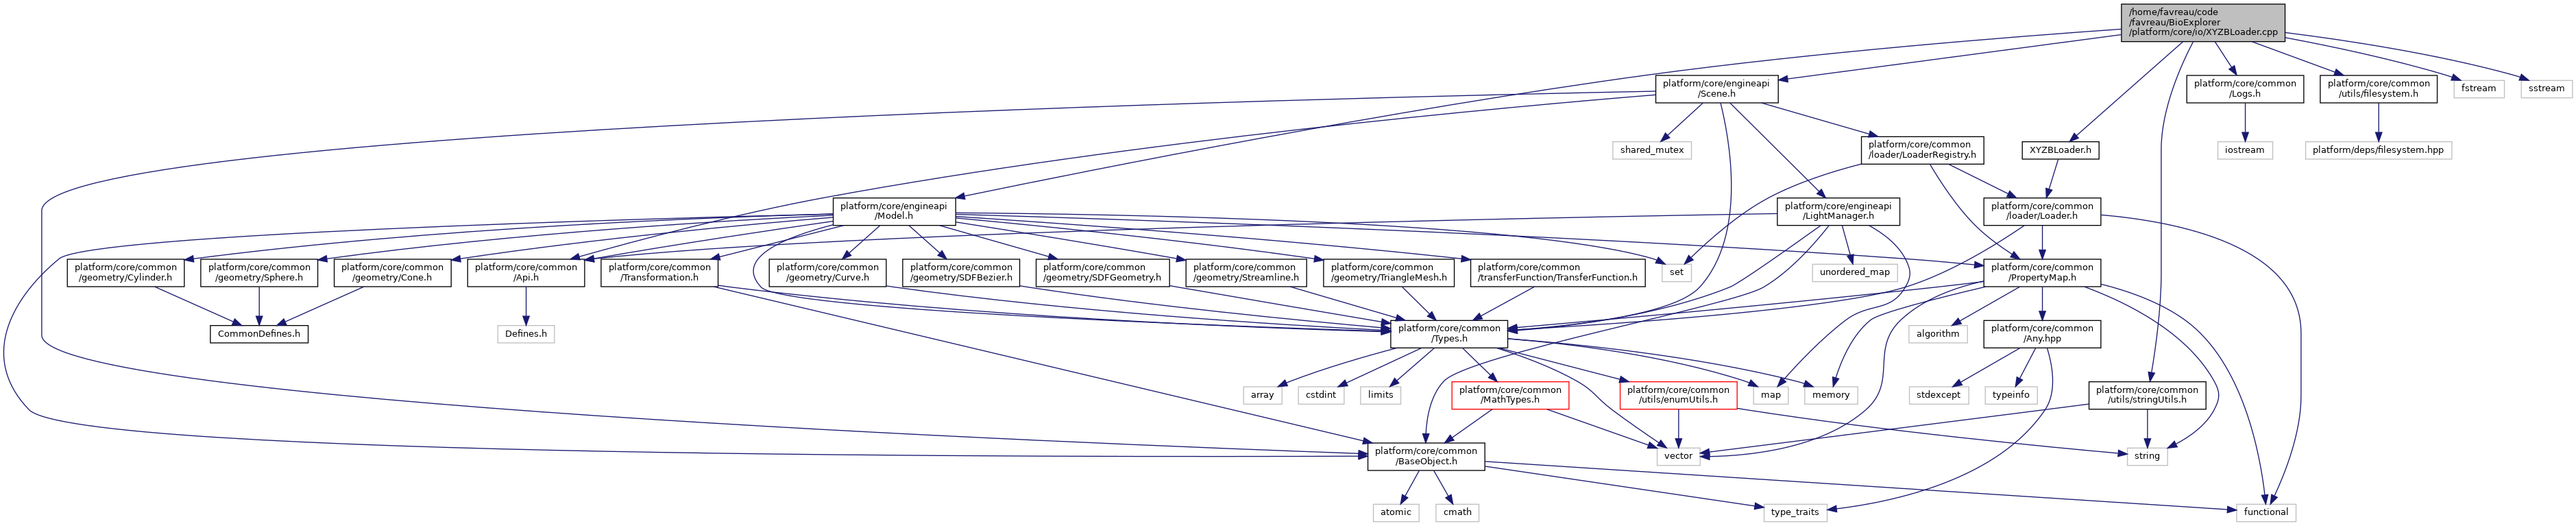 /home/favreau/code
/favreau/BioExplorer
/platform/core/io/XYZBLoader.cpp
platform/core/engineapi
/Scene.h
platform/core/common
/Logs.h
platform/core/common
/utils/filesystem.h
fstream
sstream
shared_mutex
platform/core/common
/loader/LoaderRegistry.h
XYZBLoader.h
iostream
platform/deps/filesystem.hpp
platform/core/engineapi
/Model.h
platform/core/engineapi
/LightManager.h
platform/core/common
/loader/Loader.h
platform/core/common
/geometry/Cylinder.h
platform/core/common
/geometry/Sphere.h
platform/core/common
/geometry/Cone.h
platform/core/common
/Api.h
platform/core/common
/Transformation.h
platform/core/common
/geometry/Curve.h
platform/core/common
/geometry/SDFBezier.h
platform/core/common
/geometry/SDFGeometry.h
platform/core/common
/geometry/Streamline.h
platform/core/common
/geometry/TriangleMesh.h
platform/core/common
/transferFunction/TransferFunction.h
set
unordered_map
platform/core/common
/PropertyMap.h
CommonDefines.h
Defines.h
platform/core/common
/Types.h
algorithm
platform/core/common
/Any.hpp
array
cstdint
limits
platform/core/common
/MathTypes.h
platform/core/common
/utils/enumUtils.h
map
memory
stdexcept
typeinfo
platform/core/common
/utils/stringUtils.h
platform/core/common
/BaseObject.h
vector
string
atomic
cmath
type_traits
functional